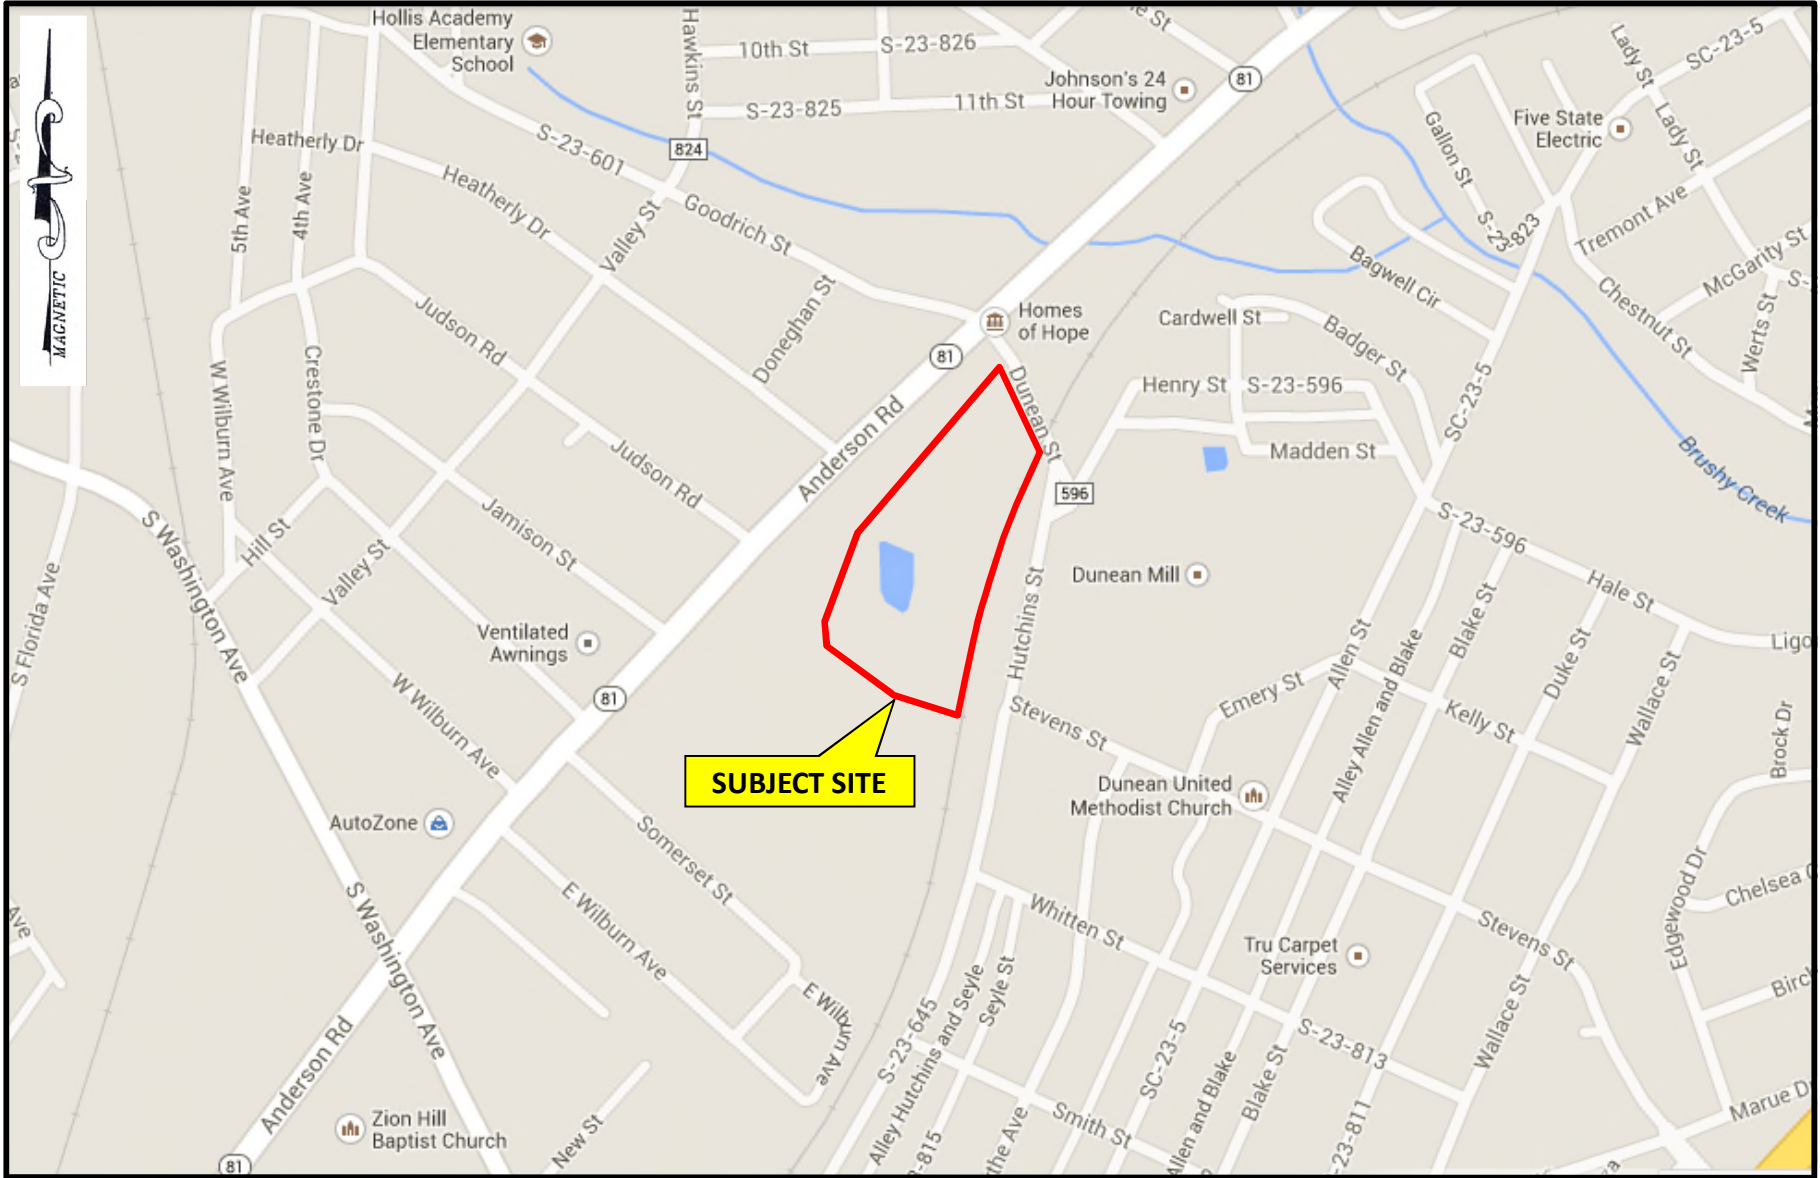 MAGNETIC
Hollis Academy
Elementary
School
Hawkins St
10th St
S-23-826
S-23-825
11th St
Johnson's 24
Hour Towing
81
Lady St
SC-23-5
Five State
Electric
Gallon St
Lady St
Heatherly Dr
S-23-601
824
5th Ave
4th Ave
Heatherly Dr
Valley St
Goodrich St
S-23-823
Tremont Ave
McGarity St
Bagwell Cir
Chestnut St
Werts St
Judson Rd
Doneghan St
Homes
of Hope
Cardwell St
Badger St
81
Crestone Dr
W Wilburn Ave
Dunean St
Henry St
S-23-596
SC-23-5
Anderson Rd
Judson Rd
Madden St
Brushy Creek
596
S Washington Ave
Hill St
Jamison St
S-23-596
Valley St
Dunean Mill
Hale St
S Florida Ave
Hutchins St
Ventilated
Awnings
Allen St
Alley Allen and Blake
Blake St
Duke St
Wallace St
W Wilburn Ave
81
Stevens St
Emery St
Kelly St
Brock Dr
SUBJECT SITE
Dunean United
Methodist Church
AutoZone
Somerset St
Edgewood Dr
S Washington Ave
E Wilburn Ave
Whitten St
Stevens St
Tru Carpet
Services
E Wilburn Ave
S-23-645
Alley Hutchins and Seyle
Seyle St
Wallace St
S-23-813
SC-23-5
Blake St
Anderson Rd
Zion Hill
Baptist Church
New St
Smith St
81